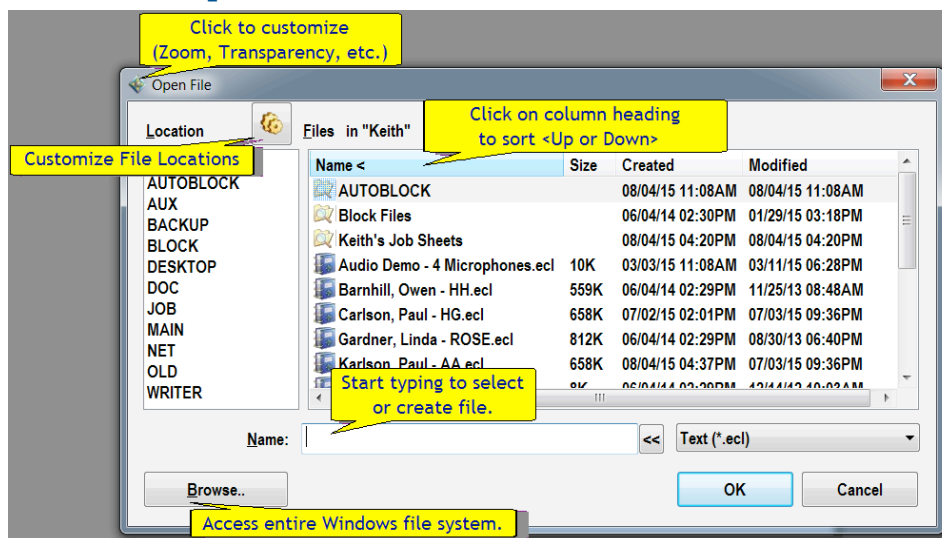 Click to customize
(Zoom, Transparency, etc.)
Open File
X
Location
Files in "Keith"
Click on column heading
to sort <Up or Down>
Customize File Locations
Name < Size Created Modified
AUTOBLOCK
AUX
BACKUP
BLOCK
DESKTOP
DOC
JOB
MAIN
NET
OLD
WRITER
AUTOBLOCK 08/04/15 11:08AM 08/04/15 11:08AM
Block Files 06/04/14 02:30PM 01/29/15 03:18PM
Keith's Job Sheets 08/04/15 04:20PM 08/04/15 04:20PM
Audio Demo - 4 Microphones.ecl 10K 03/03/15 11:08AM 03/11/15 06:28PM
Barnhill, Owen - HH.ecl 559K 06/04/14 02:29PM 11/25/13 08:48AM
Carlson, Paul - HG.ecl 658K 07/02/15 02:01PM 07/03/15 09:36PM
Gardner, Linda - ROSE.ecl 812K 06/04/14 02:29PM 08/30/13 06:40PM
Karlson, Paul - AA.ecl 658K 08/04/15 04:37PM 07/03/15 09:36PM
Start typing to select
or create file.
Name:
<<
Text (*.ecl)
Browse..
OK
Cancel
Access entire Windows file system.